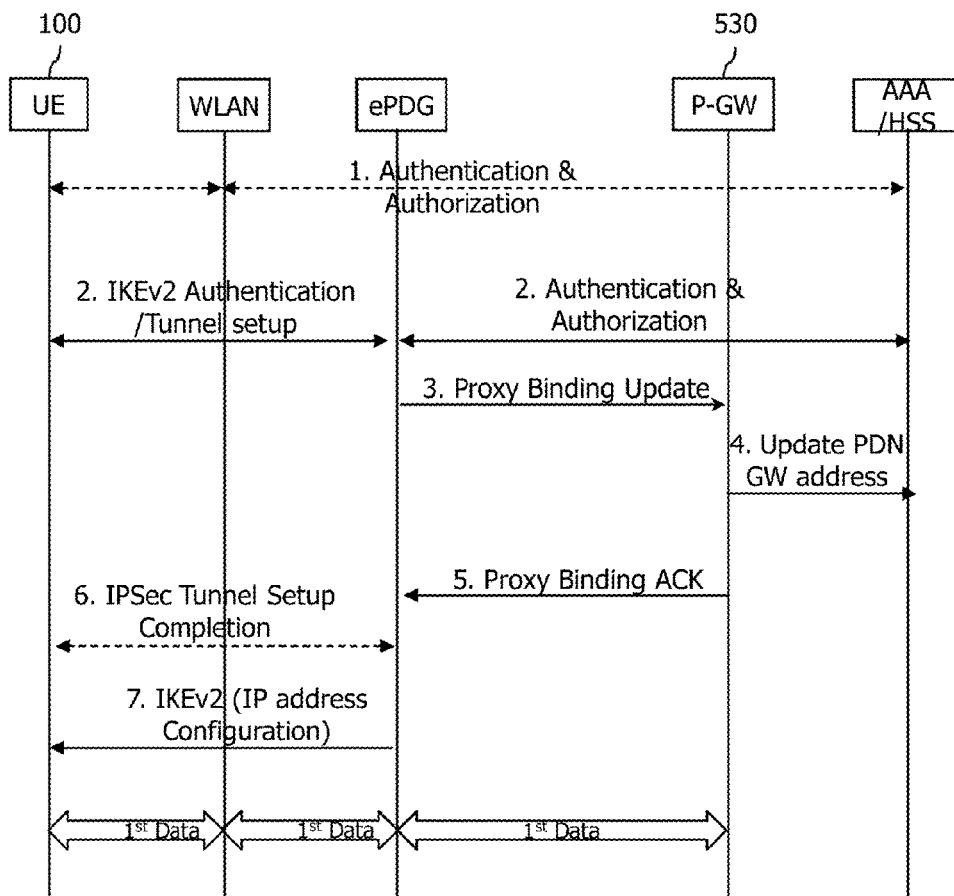 100
530
UE
WLAN
ePDG
P-GW
AAA
/HSS
1. Authentication &
Authorization
2. IKEv2 Authentication
/Tunnel setup
2. Authentication &
Authorization
3. Proxy Binding Update
4. Update PDN
GW address
5. Proxy Binding ACK
6. IPSec Tunnel Setup
Completion
7. IKEv2 (IP address
Configuration)
1st Data
1st Data
1st Data